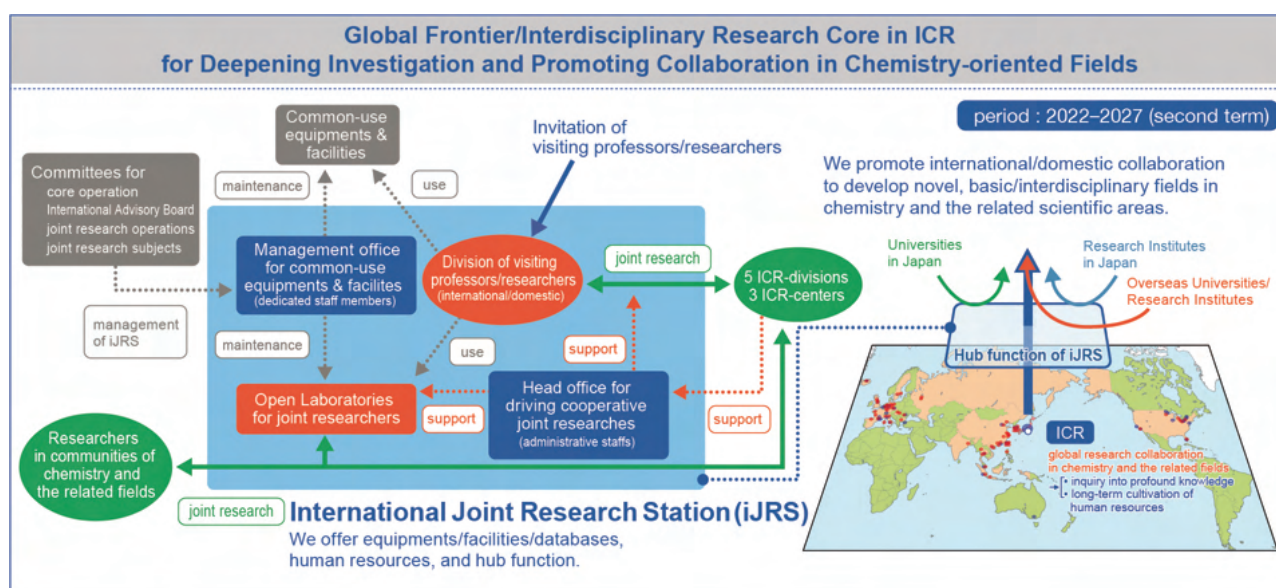 Global Frontier/Interdisciplinary Research Core in ICR
for Deepening Investigation and Promoting Collaboration in Chemistry-oriented Fields
period : 2022–2027 (second term)
Common-use
equipments &
facilities
Invitation of
visiting professors/researchers
Committees for
core operation
International Advisory Board
joint research operations
joint research subjects
maintenance
use
Management office
for common-use
equipments & facilites
(dedicated staff members)
Division of visiting
professors/researchers
(international/domestic)
joint research
5 ICR-divisions
3 ICR-centers
management
of iJRS
maintenance
use
support
Open Laboratories
for joint researchers
support
Head office for
driving cooperative
joint researches
(administrative staffs)
support
Researchers
in communities of
chemistry and
the related fields
joint research
International Joint Research Station (iJRS)
We offer equipments/facilities/databases,
human resources, and hub function.
We promote international/domestic collaboration
to develop novel, basic/interdisciplinary fields in
chemistry and the related scientific areas.
Universities
in Japan
Research Institutes
in Japan
Overseas Universities/
Research Institutes
Hub function of iJRS
ICR
global research collaboration
in chemistry and the related fields
• inquiry into profound knowledge
• long-term cultivation of
human resources